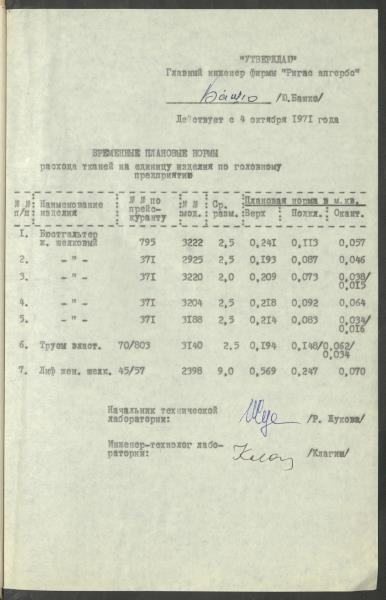 "УТВЕРЖДАЮ"
Главный инженер фирмы "Ригас апгербс"
/Ю.Башко/
Действует с 4 октября 1971 года
ВРЕМЕННЫЕ ПЛАНОВЫЕ НОРМЫ
расхода тканей на единицу изделия по головному
предприятию
№ № п/п : Наименование изделия : № № по прейс-куранту : № № мод. : Ср. разм. : Плановая норма в м.кв. Верх : Подкл. : Окант.
1. Бюстгальтер
ж. шелковый 795 3222 2,5 0,241 0,113 0,057
2. - " - 371 2925 2,5 0,193 0,087 0,046
3. - " - 371 3220 2,0 0,209 0,073 0,038/
0,015
4. - " - 371 3204 2,5 0,218 0,092 0,064
5. - " - 371 3188 2,5 0,214 0,083 0,034/
0,016
6. Трусы эласт. 70/803 3140 2,5 0,194 0,148/0,062/
0,034
7. Лиф жен. шелк. 45/57 2398 9,0 0,569 0,247 0,070
Начальник технической
лаборатории: /Р. Жукова/
Инженер-технолог лабо-
ратории: /Клагиш/